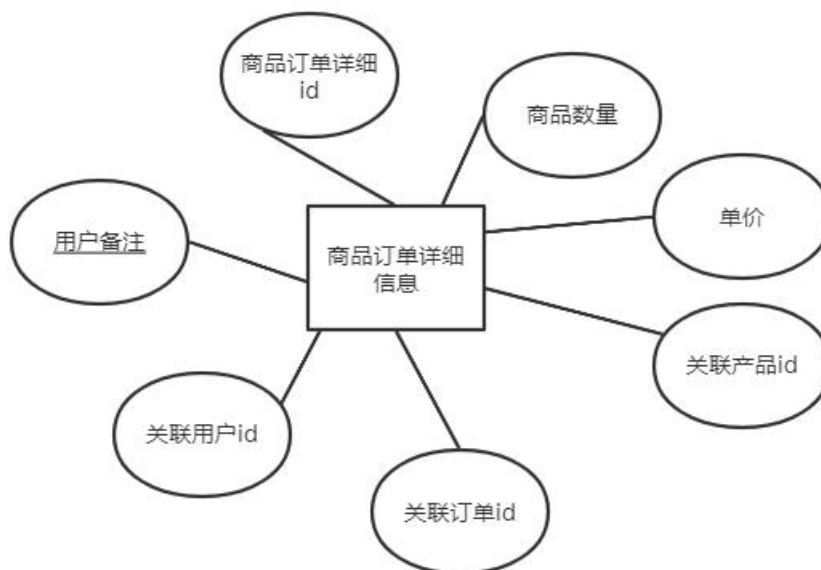 商品订单详细
id
商品数量
单价
用户备注
商品订单详细
信息
关联产品id
关联用户id
关联订单id